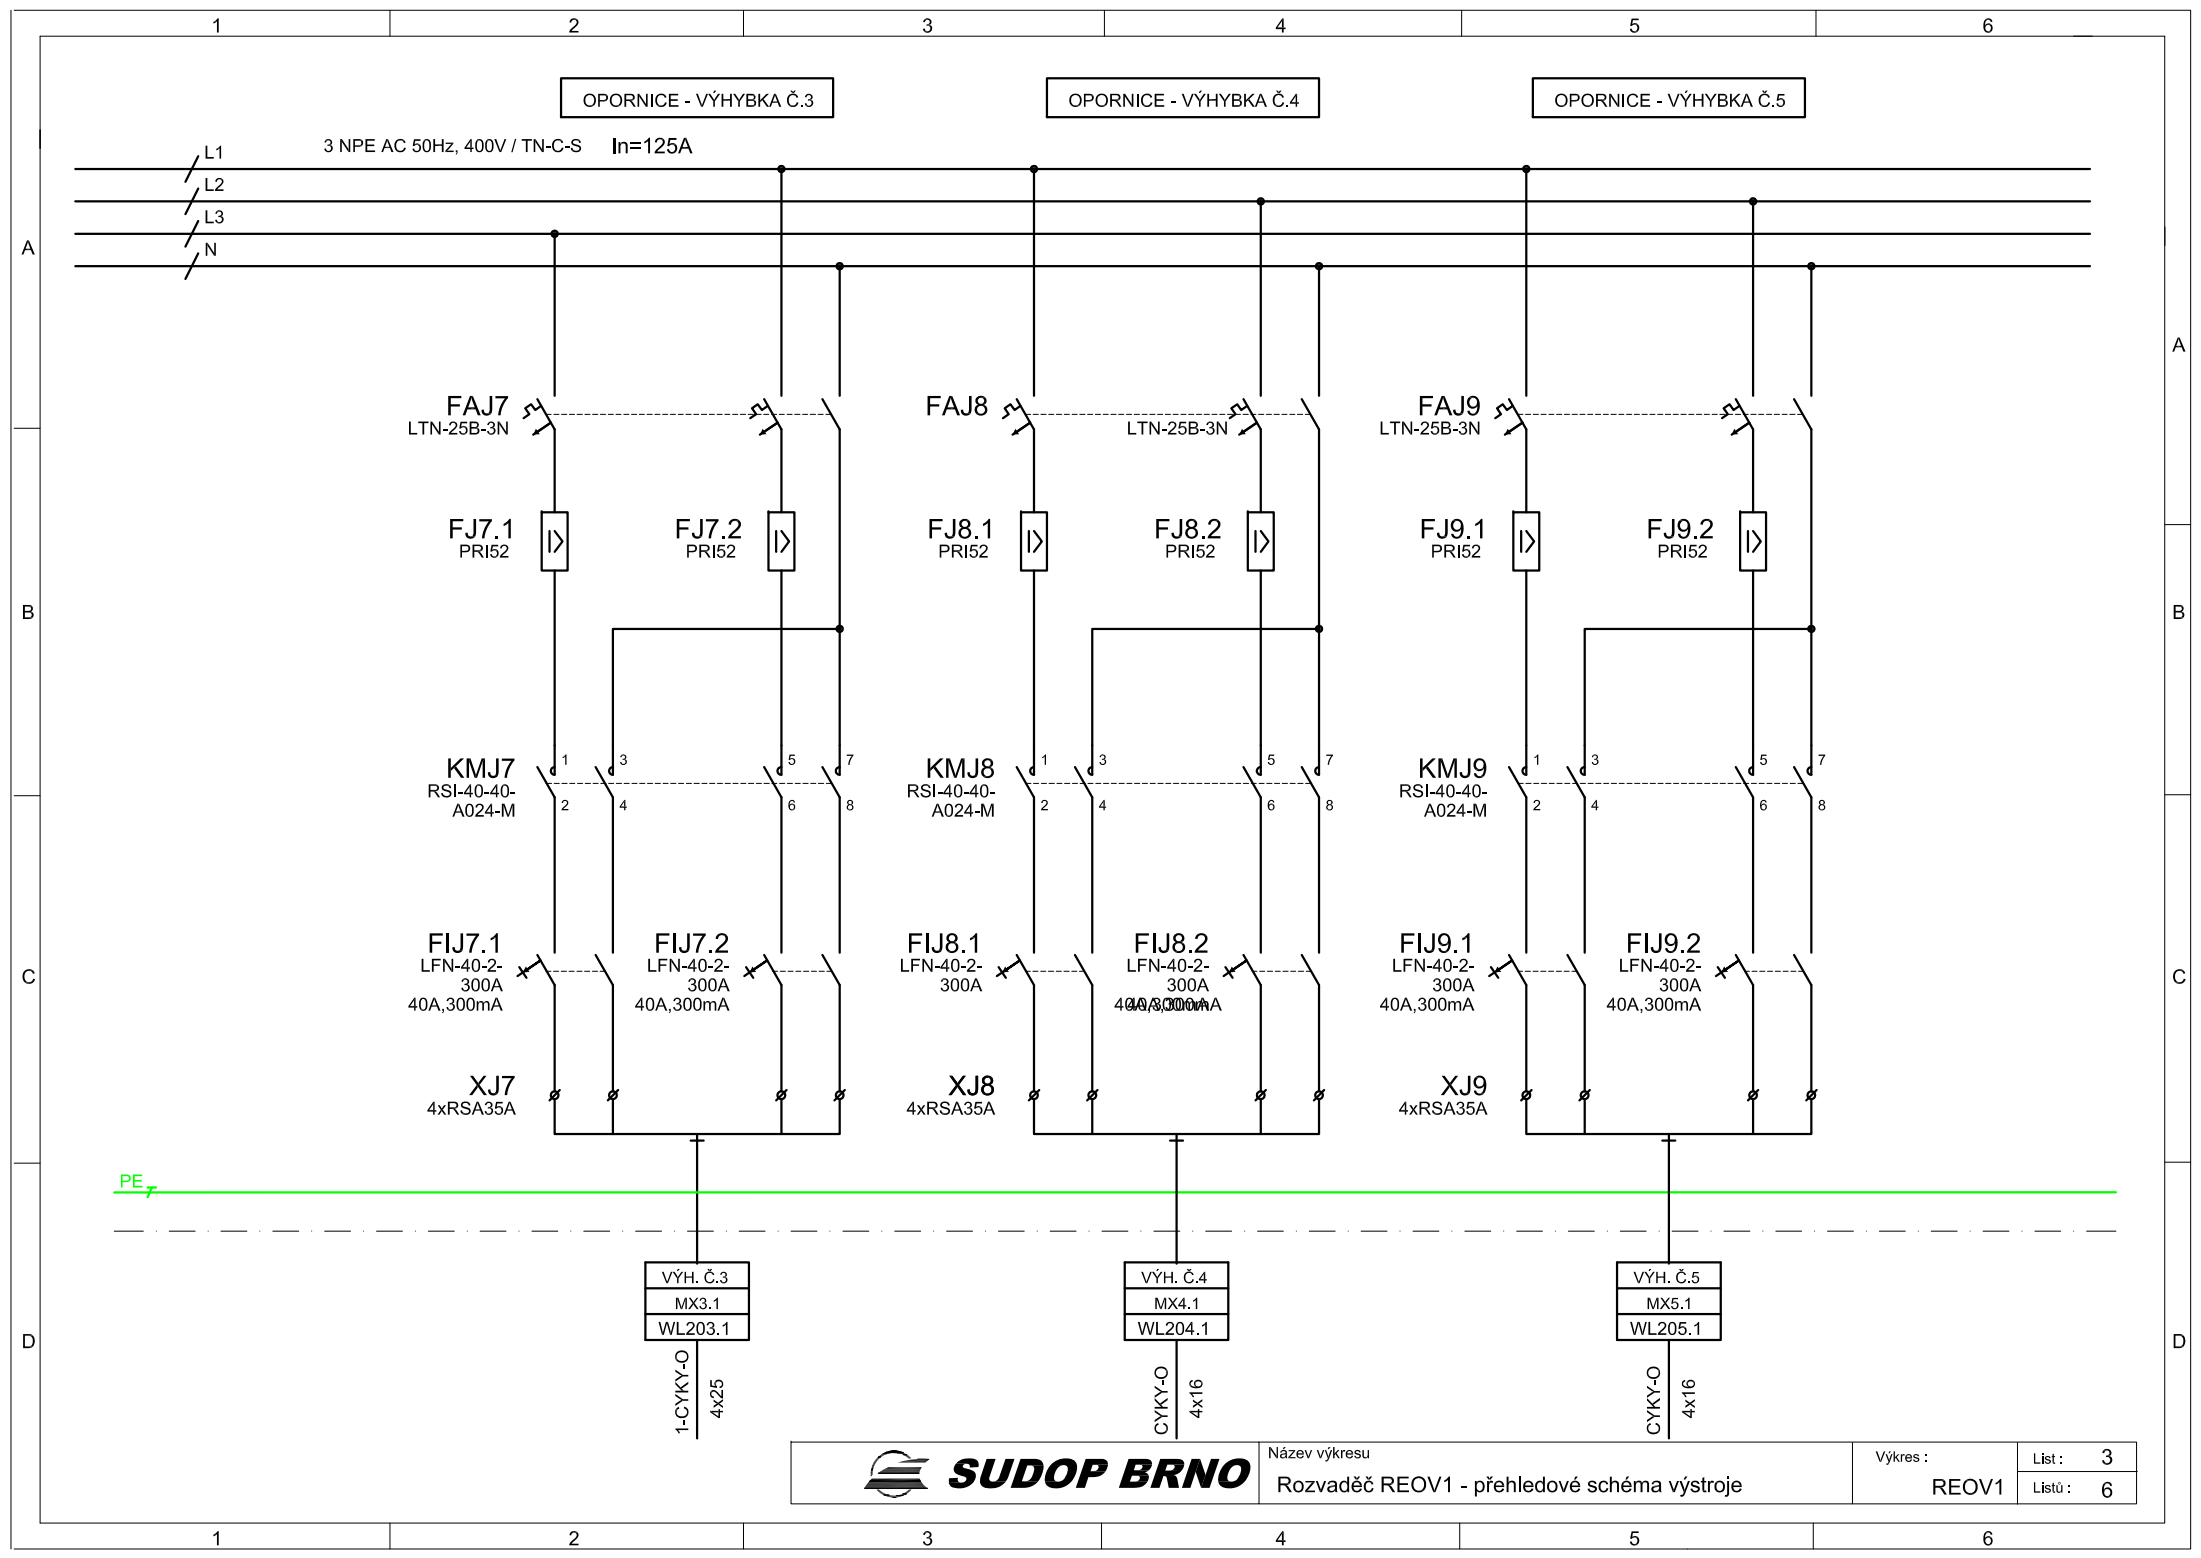 1 2 3 4 5 6
OPORNICE - VÝHYBKA Č.3
OPORNICE - VÝHYBKA Č.4
OPORNICE - VÝHYBKA Č.5
3 NPE AC 50Hz, 400V / TN-C-S In=125A
L1
L2
L3
N
A
A
B
B
C
C
D
D
FAJ7
LTN-25B-3N
FJ7.1
PRI52
FJ7.2
PRI52
KMJ7
RSI-40-40-
A024-M
1 3 5 7
2 4 6 8
FIJ7.1
LFN-40-2-
300A
40A,300mA
FIJ7.2
LFN-40-2-
300A
40A,300mA
XJ7
4xRSA35A
FAJ8
LTN-25B-3N
FJ8.1
PRI52
FJ8.2
PRI52
KMJ8
RSI-40-40-
A024-M
1 3 5 7
2 4 6 8
FIJ8.1
LFN-40-2-
300A
FIJ8.2
LFN-40-2-
300A
XJ8
4xRSA35A
FAJ9
LTN-25B-3N
FJ9.1
PRI52
FJ9.2
PRI52
KMJ9
RSI-40-40-
A024-M
1 3 5 7
2 4 6 8
FIJ9.1
LFN-40-2-
300A
40A,300mA
FIJ9.2
LFN-40-2-
300A
40A,300mA
XJ9
4xRSA35A
PE
VÝH. Č.3
MX3.1
WL203.1
1-CYKY-O
4x25
VÝH. Č.4
MX4.1
WL204.1
CYKY-O
4x16
VÝH. Č.5
MX5.1
WL205.1
CYKY-O
4x16
SUDOP BRNO
Název výkresu
Rozvaděč REOV1 - přehledové schéma výstroje
Výkres :
REOV1
List : 3
Listů : 6
1 2 3 4 5 6